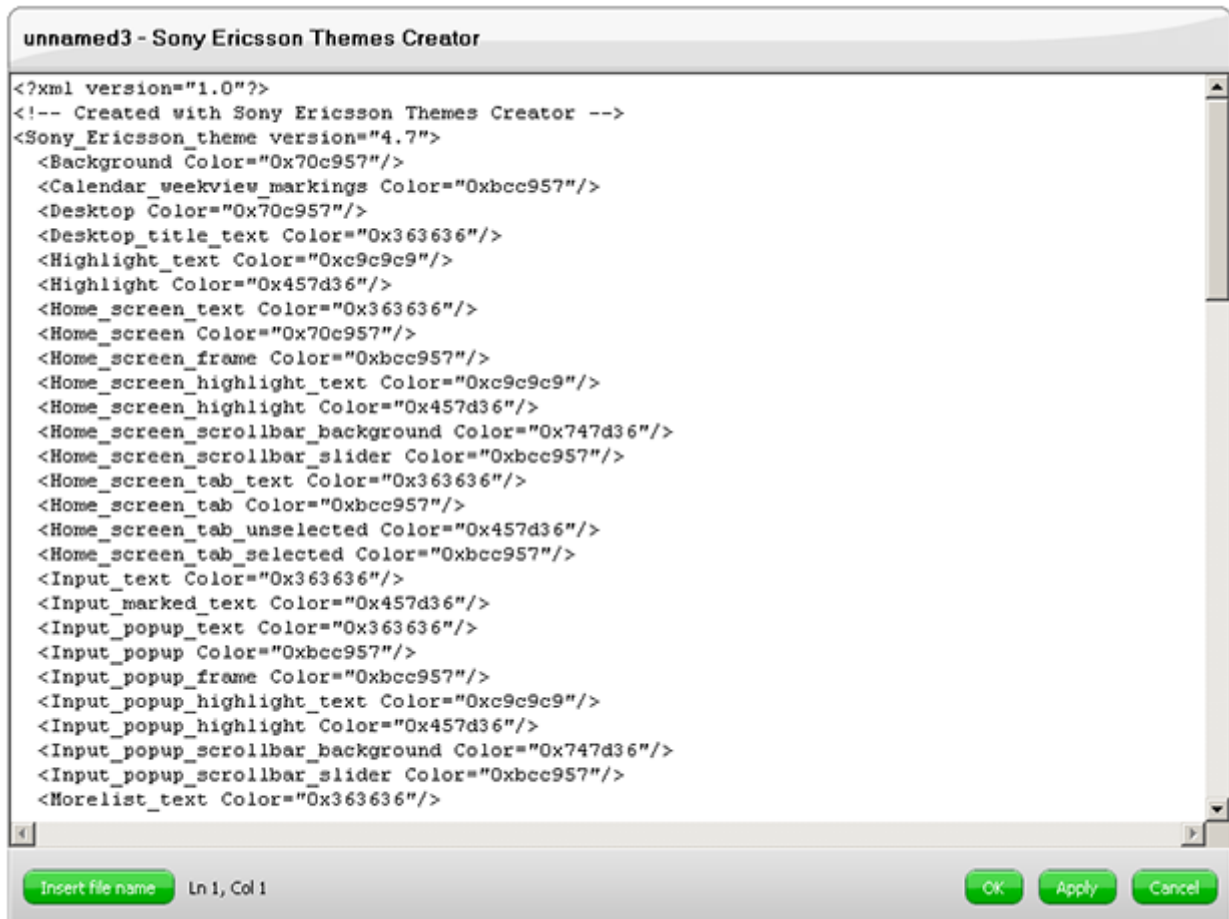 unnamed3 - Sony Ericsson Themes Creator
<?xml version="1.0"?>
<!-- Created with Sony Ericsson Themes Creator -->
<Sony_Ericsson_theme version="4.7">
<Background Color="0x70c957"/>
<Calendar_weekview_markings Color="0xbcc957"/>
<Desktop Color="0x70c957"/>
<Desktop_title_text Color="0x363636"/>
<Highlight_text Color="0xc9c9c9"/>
<Highlight Color="0x457d36"/>
<Home_screen_text Color="0x363636"/>
<Home_screen Color="0x70c957"/>
<Home_screen_frame Color="0xbcc957"/>
<Home_screen_highlight_text Color="0xc9c9c9"/>
<Home_screen_highlight Color="0x457d36"/>
<Home_screen_scrollbar_background Color="0x747d36"/>
<Home_screen_scrollbar_slider Color="0xbcc957"/>
<Home_screen_tab_text Color="0x363636"/>
<Home_screen_tab Color="0xbcc957"/>
<Home_screen_tab_unselected Color="0x457d36"/>
<Home_screen_tab_selected Color="0xbcc957"/>
<Input_text Color="0x363636"/>
<Input_marked_text Color="0x457d36"/>
<Input_popup_text Color="0x363636"/>
<Input_popup Color="0xbcc957"/>
<Input_popup_frame Color="0xbcc957"/>
<Input_popup_highlight_text Color="0xc9c9c9"/>
<Input_popup_highlight Color="0x457d36"/>
<Input_popup_scrollbar_background Color="0x747d36"/>
<Input_popup_scrollbar_slider Color="0xbcc957"/>
<Morelist_text Color="0x363636"/>
Insert file name Ln 1, Col 1 OK Apply Cancel